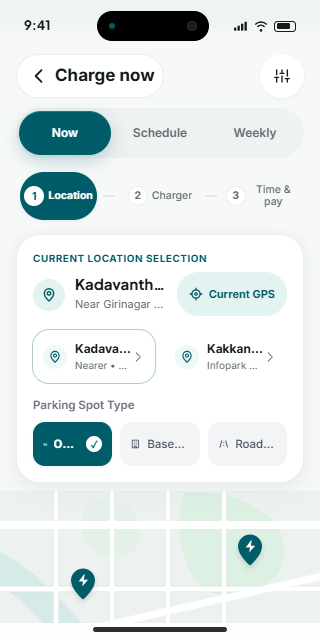 9:41
Charge now
Now
Schedule
Weekly
1 Location
2 Charger
3 Time & pay
CURRENT LOCATION SELECTION
Kadavanth...
Near Girinagar ...
Current GPS
Kadava...
Nearer • ...
Kakkan...
Infopark ...
Parking Spot Type
O...
Base...
Road...